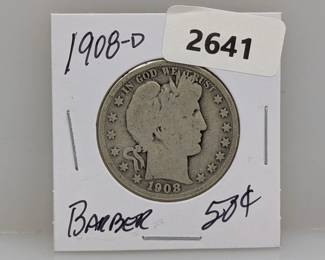 1908-D
2641
IN GOD WE TRUST
1908
BARBER 50¢